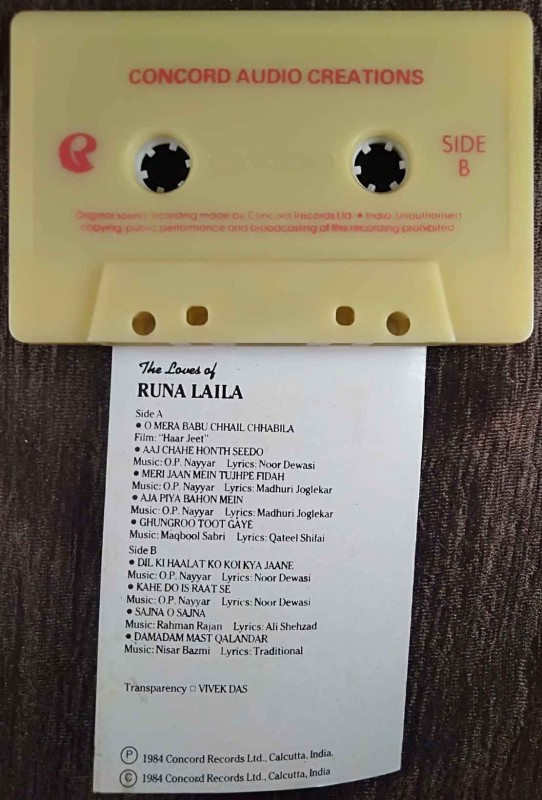 CONCORD AUDIO CREATIONS
SIDE
B
Original sound recording made by Concord Records Ltd. • India. Unauthorised
copying, public performance and broadcasting of this recording prohibited
The Loves of
RUNA LAILA
Side A
• O MERA BABU CHHAIL CHHABILA
Film: "Haar Jeet"
• AAJ CHAHE HONTH SEEDO
Music: O.P. Nayyar Lyrics: Noor Dewasi
• MERI JAAN MEIN TUJHPE FIDAH
Music: O.P. Nayyar Lyrics: Madhuri Joglekar
• AJA PIYA BAHON MEIN
Music: O.P. Nayyar Lyrics: Madhuri Joglekar
• GHUNGROO TOOT GAYE
Music: Maqbool Sabri Lyrics: Qateel Shifai
Side B
• DIL KI HAALAT KO KOI KYA JAANE
Music: O.P. Nayyar Lyrics: Noor Dewasi
• KAHE DO IS RAAT SE
Music: O.P. Nayyar Lyrics: Noor Dewasi
• SAJNA O SAJNA
Music: Rahman Rajan Lyrics: Ali Shehzad
• DAMADAM MAST QALANDAR
Music: Nisar Bazmi Lyrics: Traditional
Transparency □ VIVEK DAS
Ⓟ 1984 Concord Records Ltd., Calcutta, India.
© 1984 Concord Records Ltd., Calcutta, India